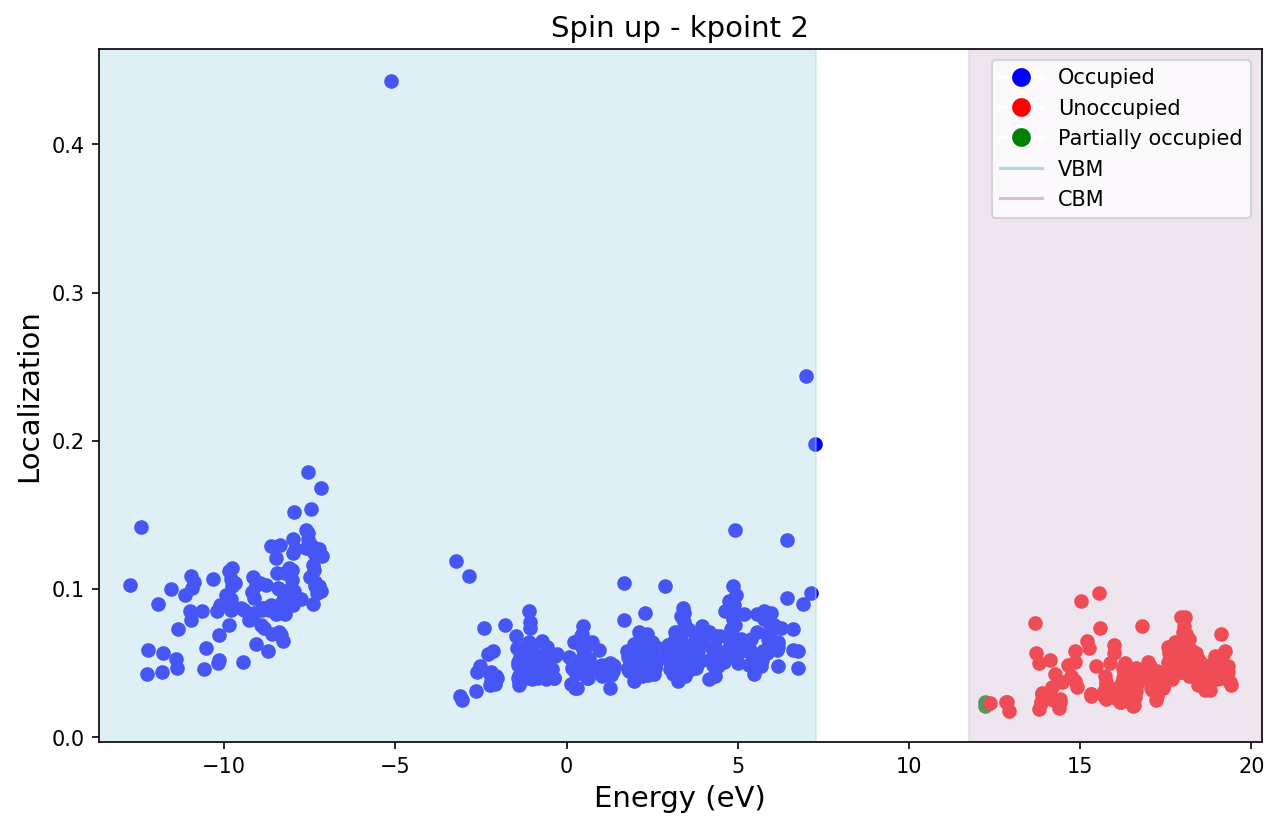 Spin up - kpoint 2
Occupied
Unoccupied
Partially occupied
VBM
CBM
Localization
0.4
0.3
0.2
0.1
0.0
−10
−5
0
5
10
15
20
Energy (eV)